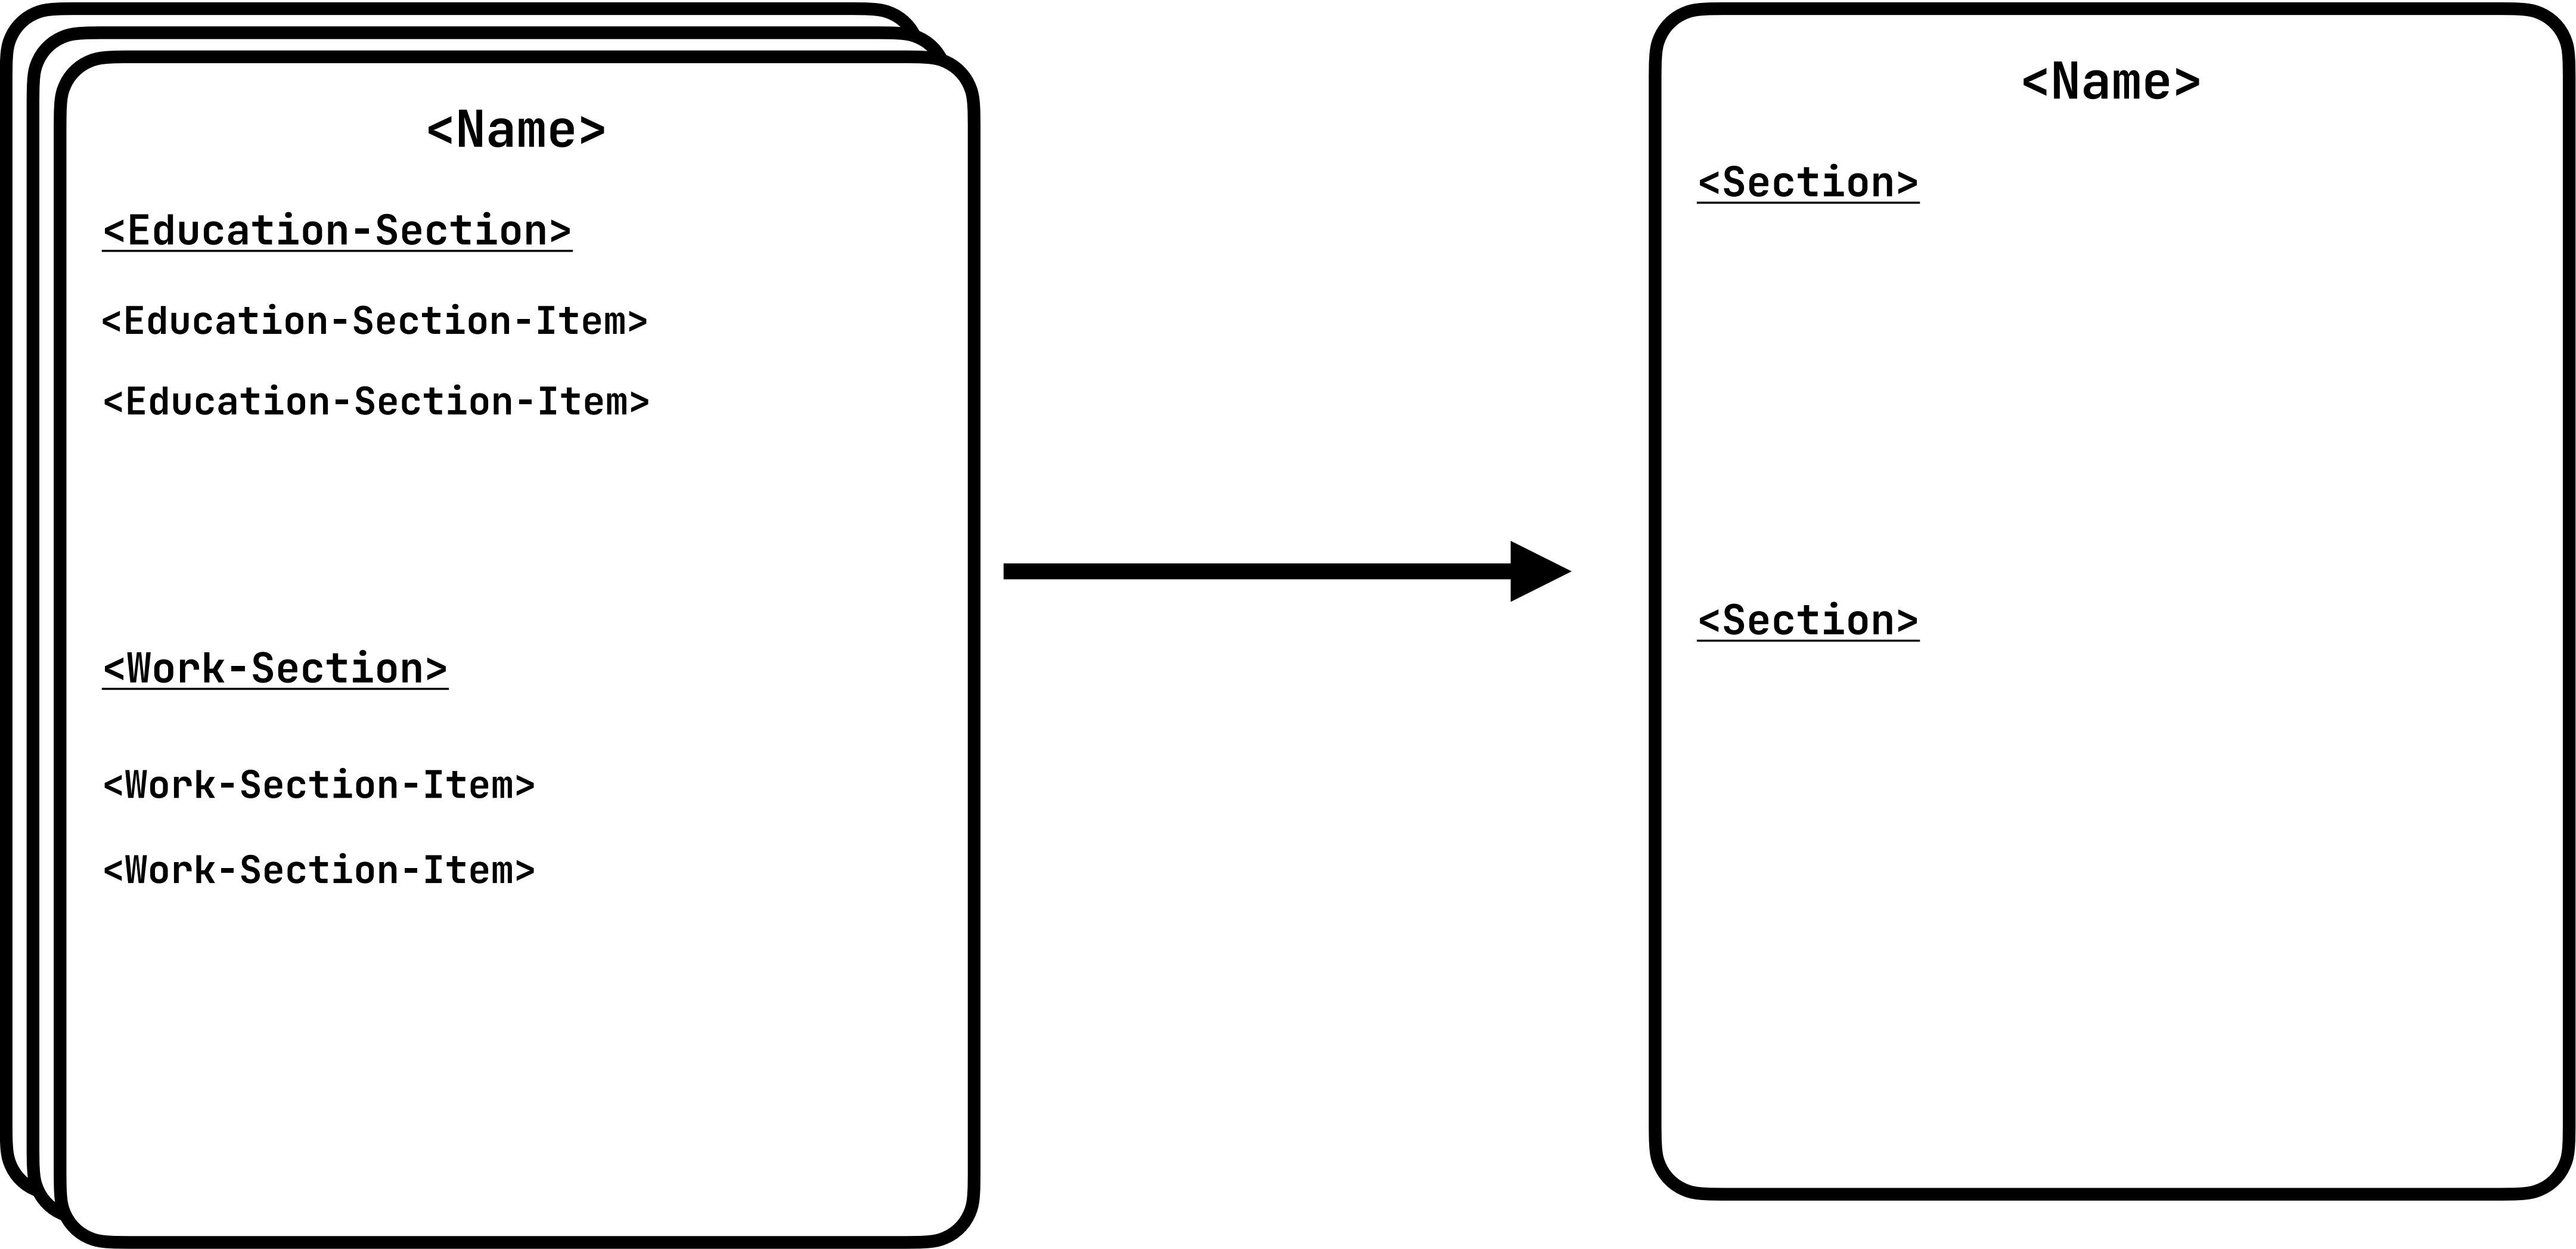 <Name>
<Education-Section>
<Education-Section-Item>
<Education-Section-Item>
<Work-Section>
<Work-Section-Item>
<Work-Section-Item>
<Name>
<Section>
<Section>